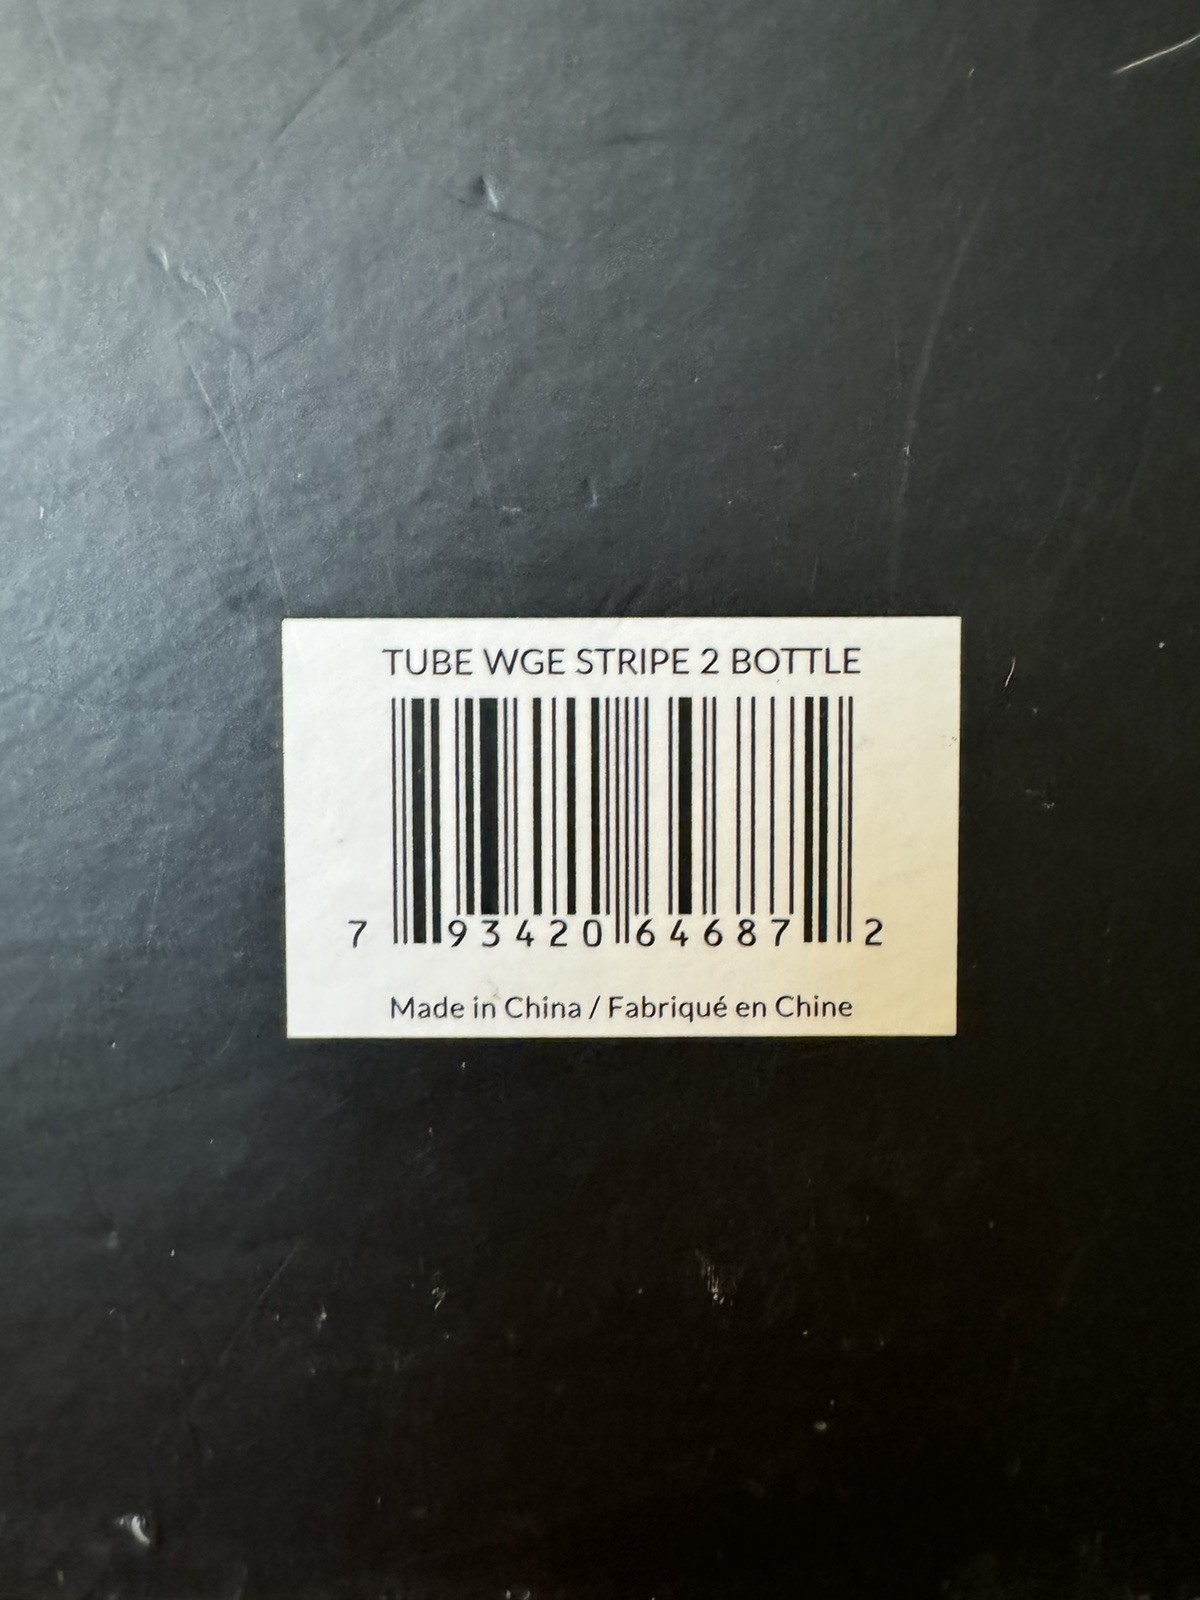 TUBE WGE STRIPE 2 BOTTLE
7 93420 64687 2
Made in China / Fabriqué en Chine